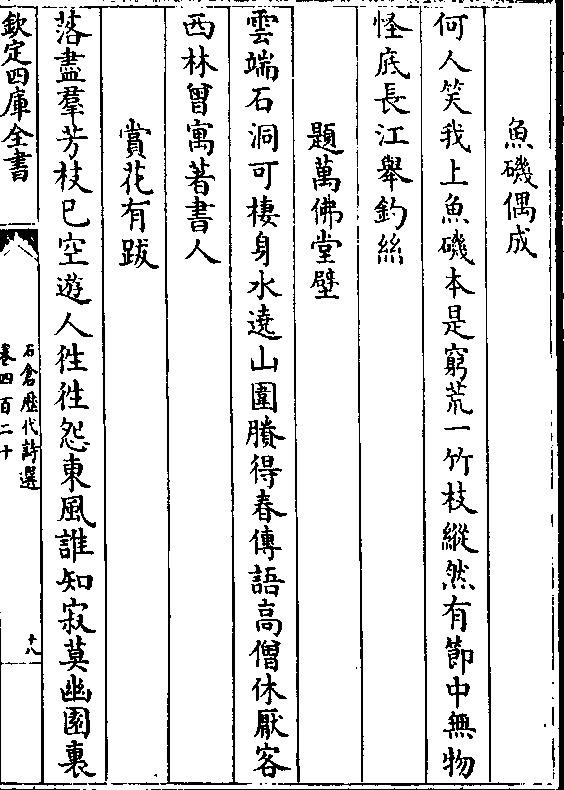 魚磯偶成
何人笑我上魚磯本是窮荒一竹枝縱然有節中無物
怪底長江舉釣絲
題萬佛堂壁
雲端石洞可棲身水遶山圍賸得春傳語高僧休厭客
西林曾寓著書人
賞花有跋
落盡羣芳枝已空遊人徃徃怨東風誰知寂莫幽園裏
欽定四庫全書
石倉歷代詩選
卷四百二十
十八